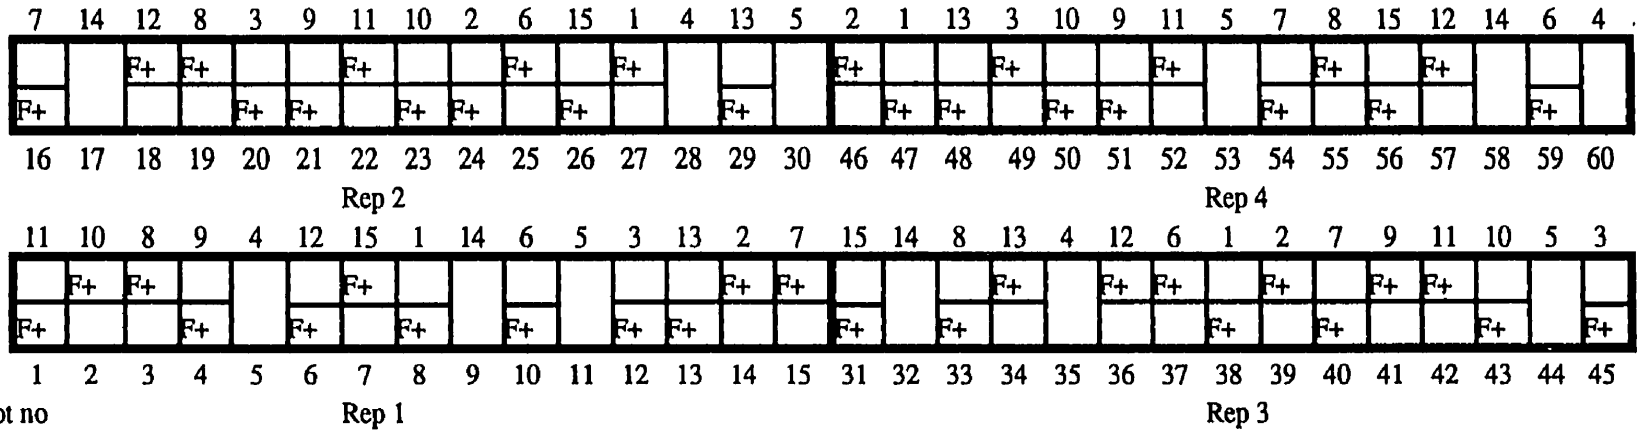 7 14 12 8 3 9 11 10 2 6 15 1 4 13 5 2 1 13 3 10 9 11 5 7 8 15 12 14 6 4
F+ F+ F+ F+ F+ F+ F+ F+ F+ F+
F+ F+ F+ F+ F+ F+ F+ F+ F+ F+ F+ F+ F+ F+
16 17 18 19 20 21 22 23 24 25 26 27 28 29 30 46 47 48 49 50 51 52 53 54 55 56 57 58 59 60
Rep 2 Rep 4
11 10 8 9 4 12 15 1 14 6 5 3 13 2 7 15 14 8 13 4 12 6 1 2 7 9 11 10 5 3
F+ F+ F+ F+ F+ F+ F+ F+ F+ F+ F+
F+ F+ F+ F+ F+ F+ F+ F+ F+ F+ F+ F+ F+
1 2 3 4 5 6 7 8 9 10 11 12 13 14 15 31 32 33 34 35 36 37 38 39 40 41 42 43 44 45
ot no Rep 1 Rep 3